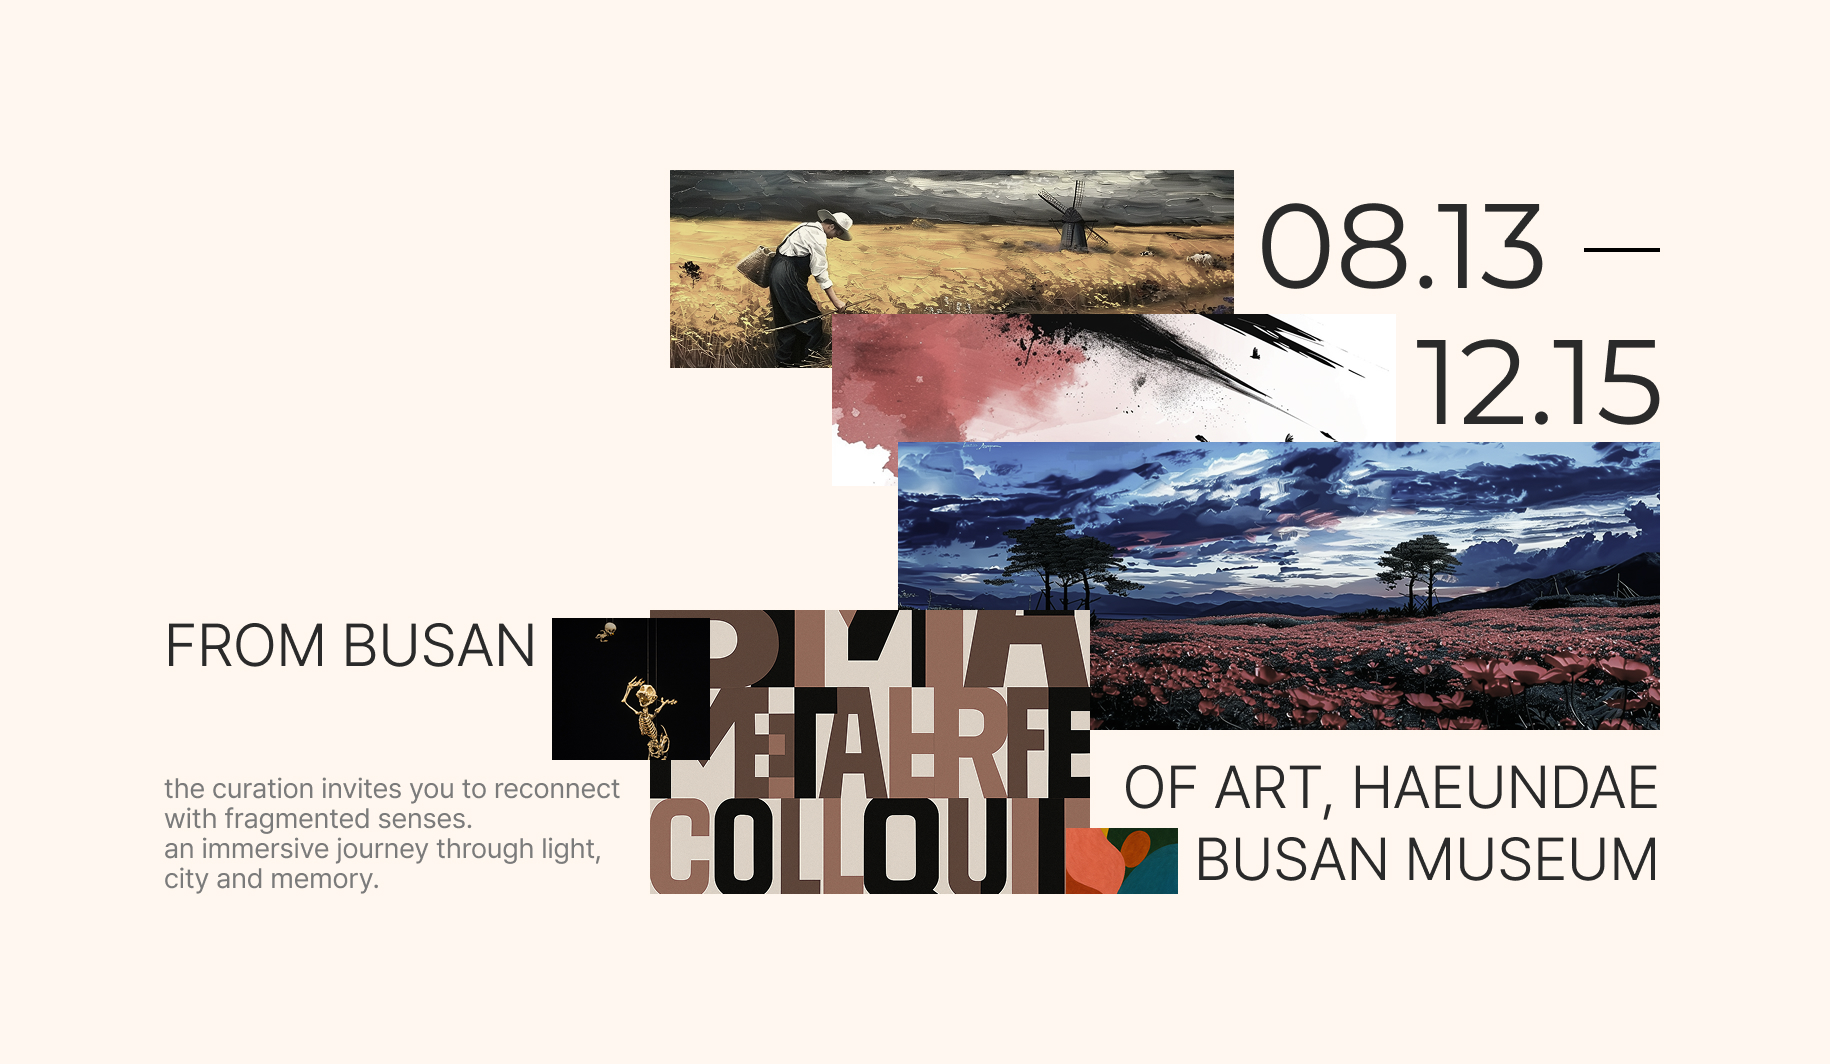 08.13 —
12.15
FROM BUSAN
the curation invites you to reconnect
with fragmented senses.
an immersive journey through light,
city and memory.
COLLQUII
OF ART, HAEUNDAE
BUSAN MUSEUM